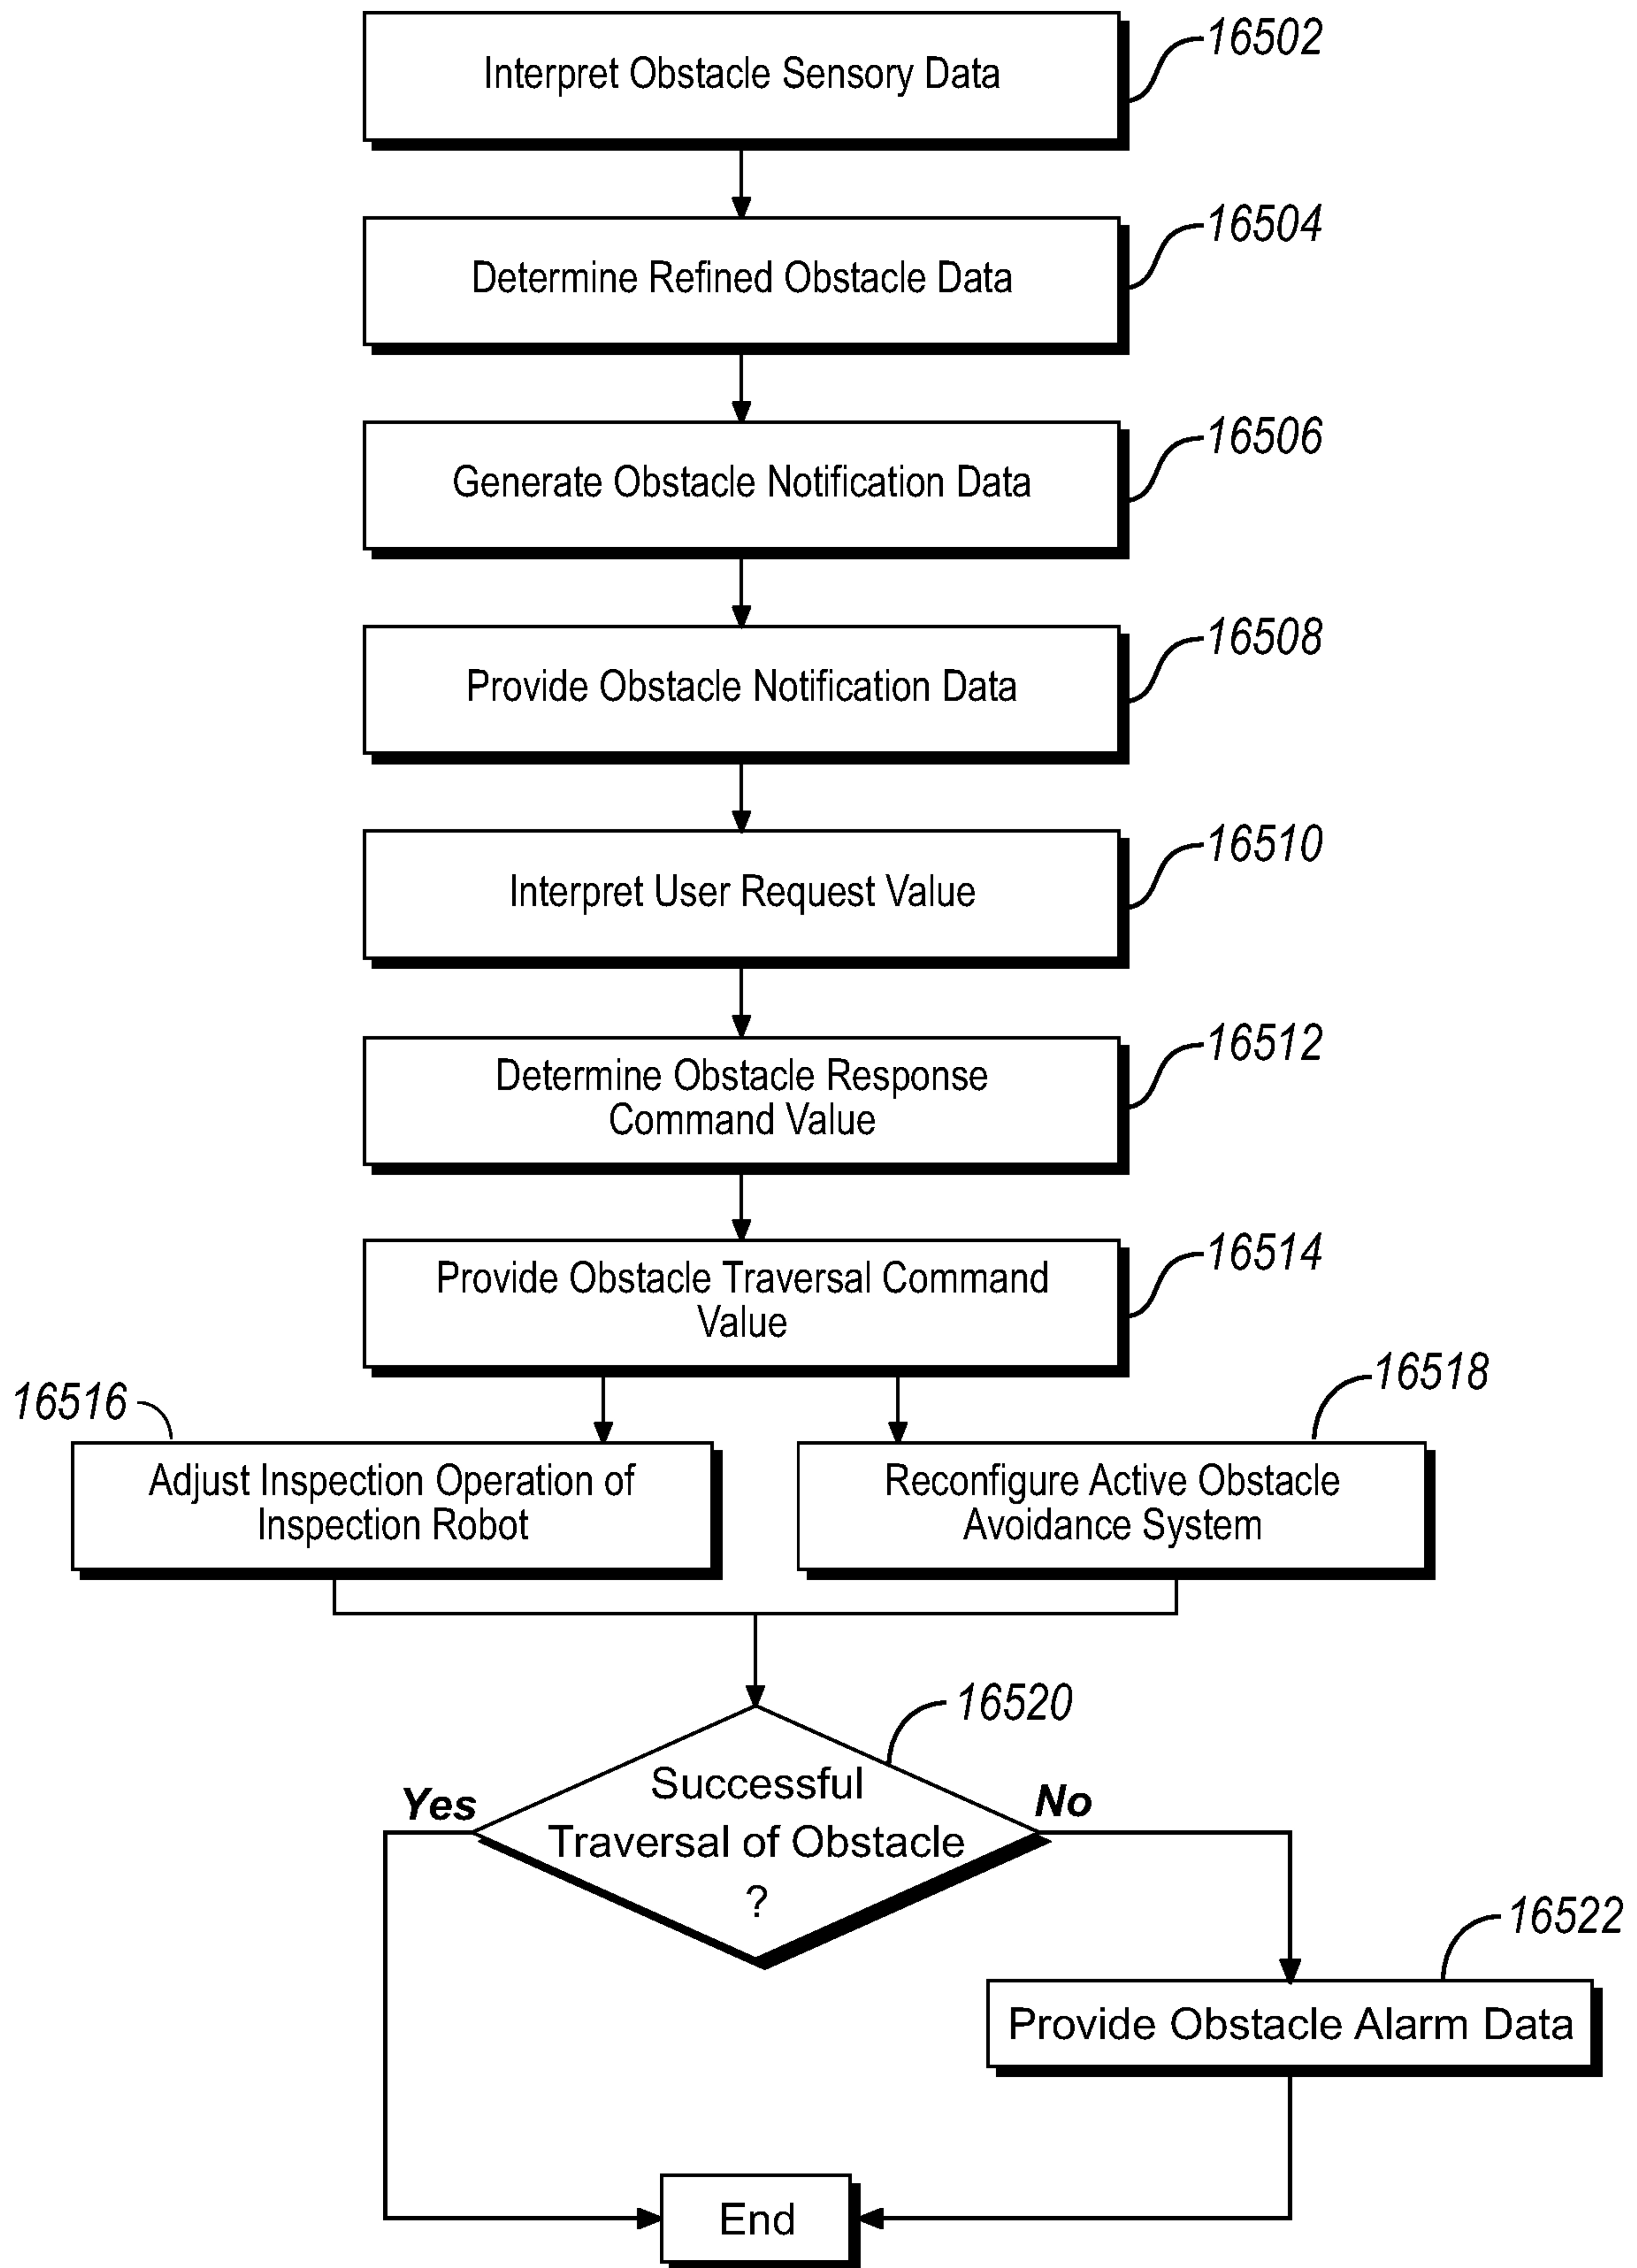 Interpret Obstacle Sensory Data
16502
Determine Refined Obstacle Data
16504
Generate Obstacle Notification Data
16506
Provide Obstacle Notification Data
16508
Interpret User Request Value
16510
Determine Obstacle Response
Command Value
16512
Provide Obstacle Traversal Command
Value
16514
16516
Adjust Inspection Operation of
Inspection Robot
16518
Reconfigure Active Obstacle
Avoidance System
16520
Successful
Traversal of Obstacle
?
Yes
No
16522
Provide Obstacle Alarm Data
End